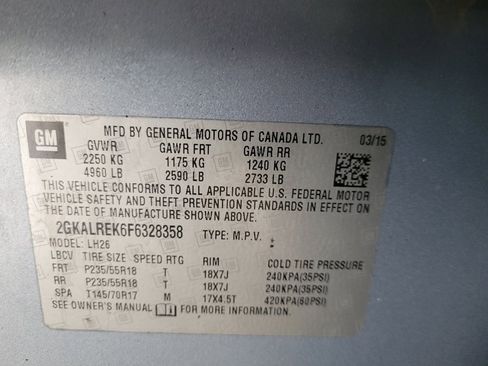 GM
MFD BY GENERAL MOTORS OF CANADA LTD. 03/15
GVWR GAWR FRT GAWR RR
2250 KG 1175 KG 1240 KG
4960 LB 2590 LB 2733 LB
THIS VEHICLE CONFORMS TO ALL APPLICABLE U.S. FEDERAL MOTOR
VEHICLE SAFETY AND THEFT PREVENTION STANDARDS IN EFFECT ON
THE DATE OF MANUFACTURE SHOWN ABOVE.
2GKALREK6F6328358 TYPE: M.P.V.
MODEL: LH26
LBCV TIRE SIZE SPEED RTG RIM COLD TIRE PRESSURE
FRT P235/55R18 T 18X7J 240KPA(35PSI)
RR P235/55R18 T 18X7J 240KPA(35PSI)
SPA T145/70R17 M 17X4.5T 420KPA(60PSI)
SEE OWNER'S MANUAL FOR MORE INFORMATION.